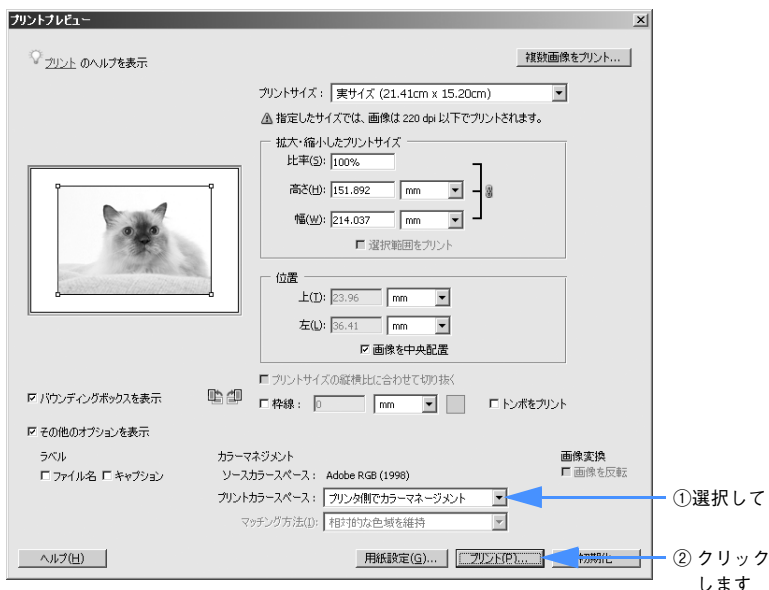 プリントプレビュー
プリント のヘルプを表示
複数画像をプリント...
プリントサイズ： 実サイズ (21.41cm x 15.20cm)
指定したサイズでは、画像は 220 dpi 以下でプリントされます。
拡大・縮小したプリントサイズ
比率(S): 100%
高さ(H): 151.892 mm
幅(W): 214.037 mm
選択範囲をプリント
位置
上(T): 23.96 mm
左(L): 36.41 mm
画像を中央配置
プリントサイズの縦横比に合わせて切り抜く
バウンディングボックスを表示
枠線： 0 mm
トンボをプリント
その他のオプションを表示
ラベル
ファイル名 キャプション
カラーマネジメント
ソースカラースペース： Adobe RGB (1998)
プリントカラースペース： プリンタ側でカラーマネージメント
マッチング方法(I): 相対的な色域を維持
画像変換
画像を反転
①選択して
ヘルプ(H)
用紙設定(G)...
プリント(P)...
初期化
② クリック
します